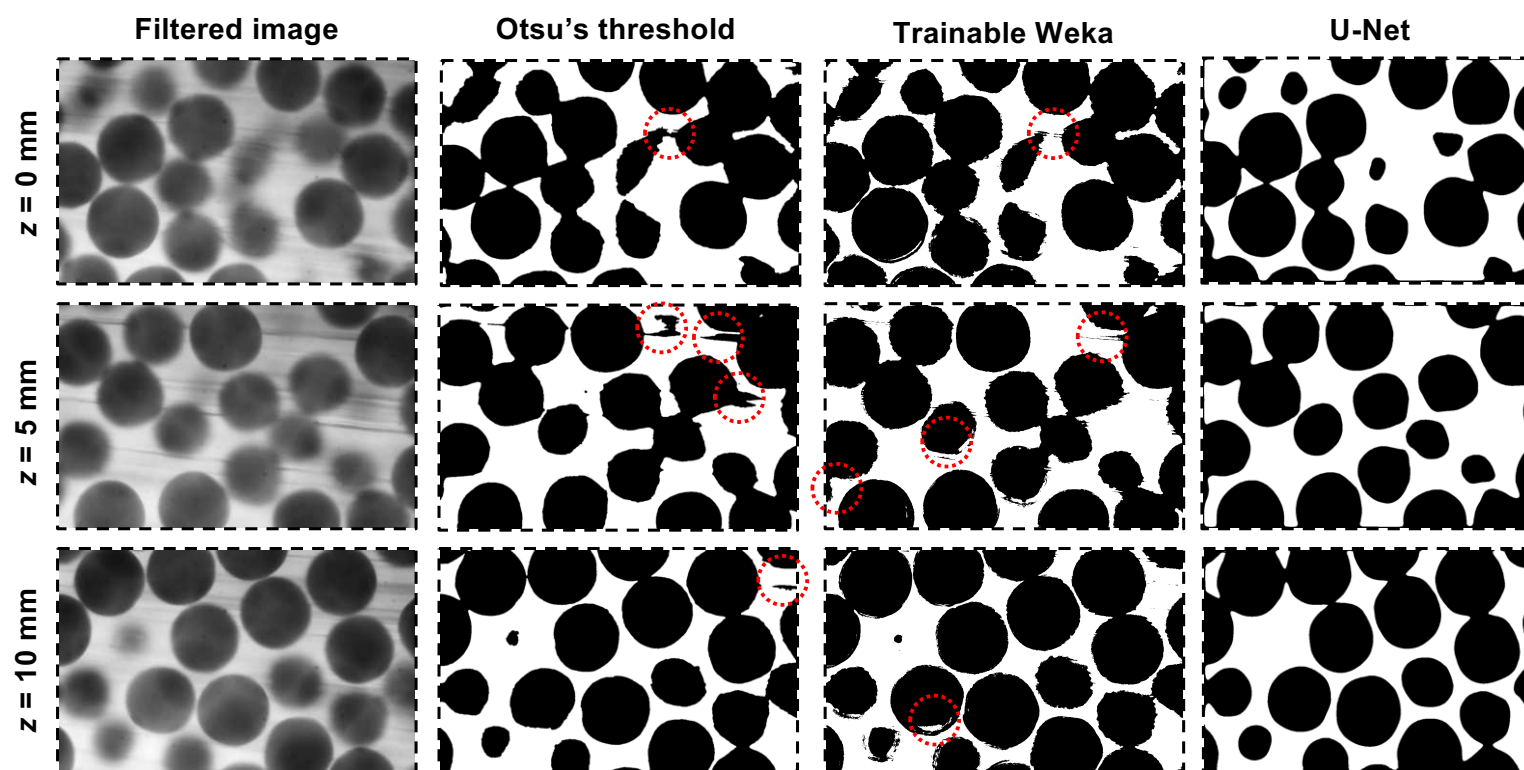 Filtered image
Otsu's threshold
Trainable Weka
U-Net
z = 0 mm
z = 5 mm
z = 10 mm